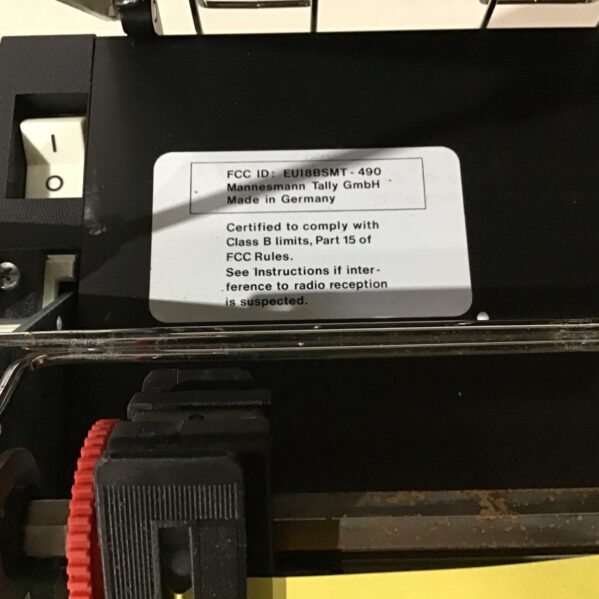 I
O
FCC ID: EUI8BSMT-490
Mannesmann Tally GmbH
Made in Germany
Certified to comply with
Class B limits, Part 15 of
FCC Rules.
See Instructions if inter-
ference to radio reception
is suspected.